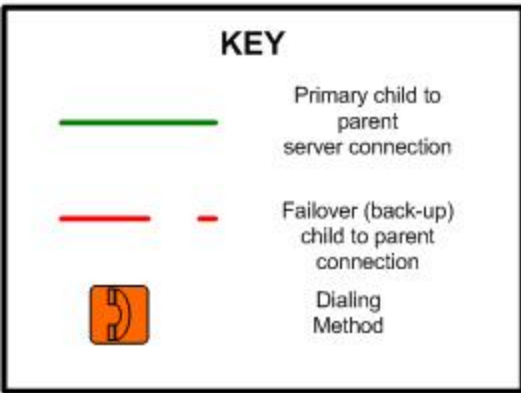 KEY
Primary child to
parent
server connection
Failover (back-up)
child to parent
connection
Dialing
Method